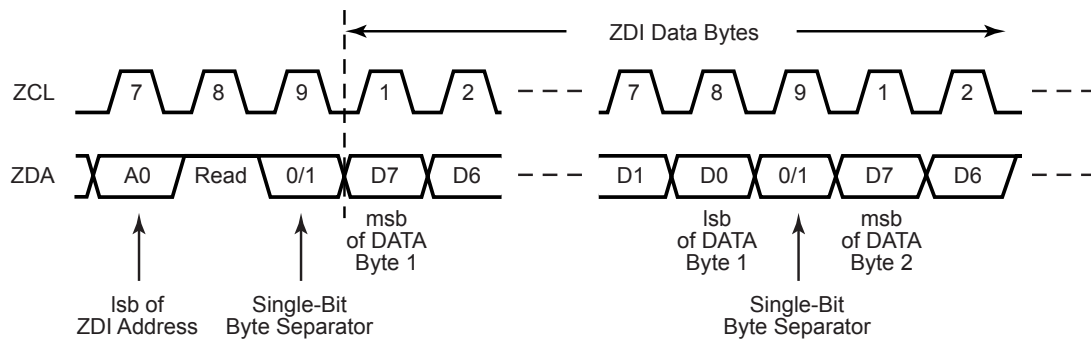 ZDI Data Bytes
ZCL 7 8 9 1 2 7 8 9 1 2
ZDA A0 Read 0/1 D7 D6 D1 D0 0/1 D7 D6
msb
of DATA
Byte 1
lsb
of DATA
Byte 1
msb
of DATA
Byte 2
lsb of
ZDI Address
Single-Bit
Byte Separator
Single-Bit
Byte Separator